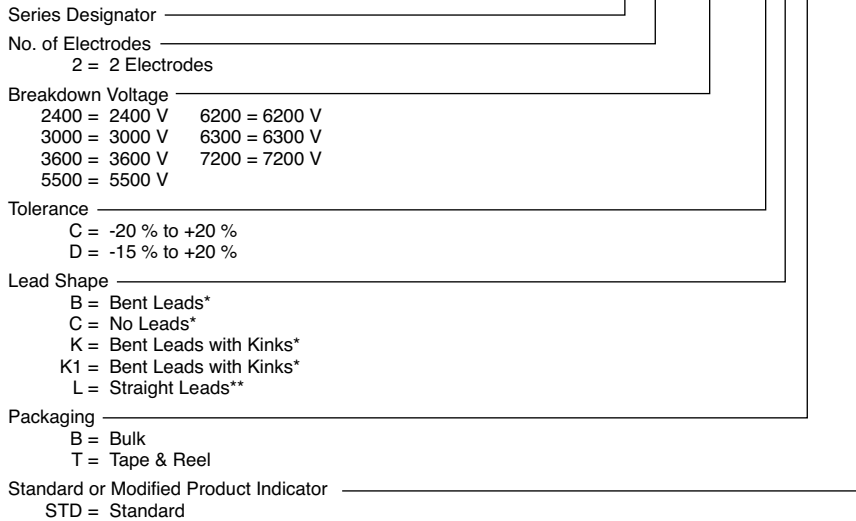 Series Designator
No. of Electrodes
2 = 2 Electrodes
Breakdown Voltage
2400 = 2400 V 6200 = 6200 V
3000 = 3000 V 6300 = 6300 V
3600 = 3600 V 7200 = 7200 V
5500 = 5500 V
Tolerance
C = -20 % to +20 %
D = -15 % to +20 %
Lead Shape
B = Bent Leads*
C = No Leads*
K = Bent Leads with Kinks*
K1 = Bent Leads with Kinks*
L = Straight Leads**
Packaging
B = Bulk
T = Tape & Reel
Standard or Modified Product Indicator
STD = Standard